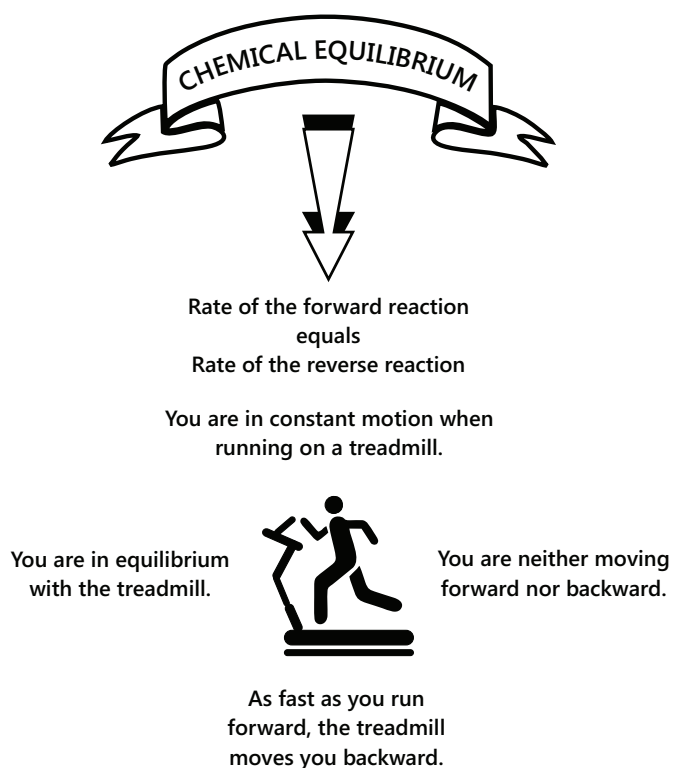 CHEMICAL EQUILIBRIUM
Rate of the forward reaction
equals
Rate of the reverse reaction
You are in constant motion when
running on a treadmill.
You are in equilibrium
with the treadmill.
You are neither moving
forward nor backward.
As fast as you run
forward, the treadmill
moves you backward.